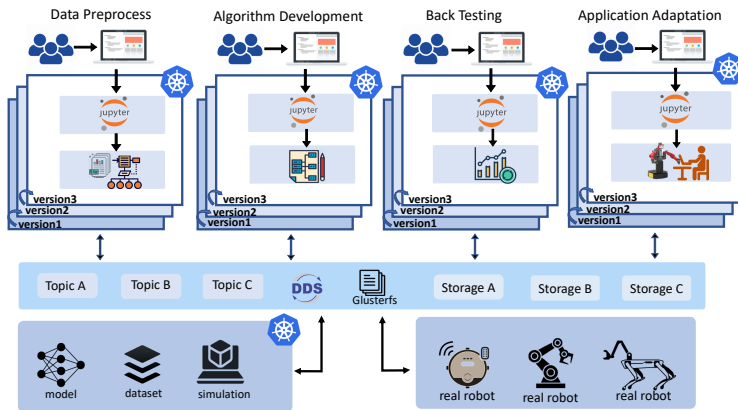 Data Preprocess
Algorithm Development
Back Testing
Application Adaptation
jupyter
jupyter
jupyter
jupyter
version3
version2
version1
version3
version2
version1
version3
version2
version1
version3
version2
version1
Topic A
Topic B
Topic C
DDS
Glusterfs
Storage A
Storage B
Storage C
model
dataset
simulation
real robot
real robot
real robot